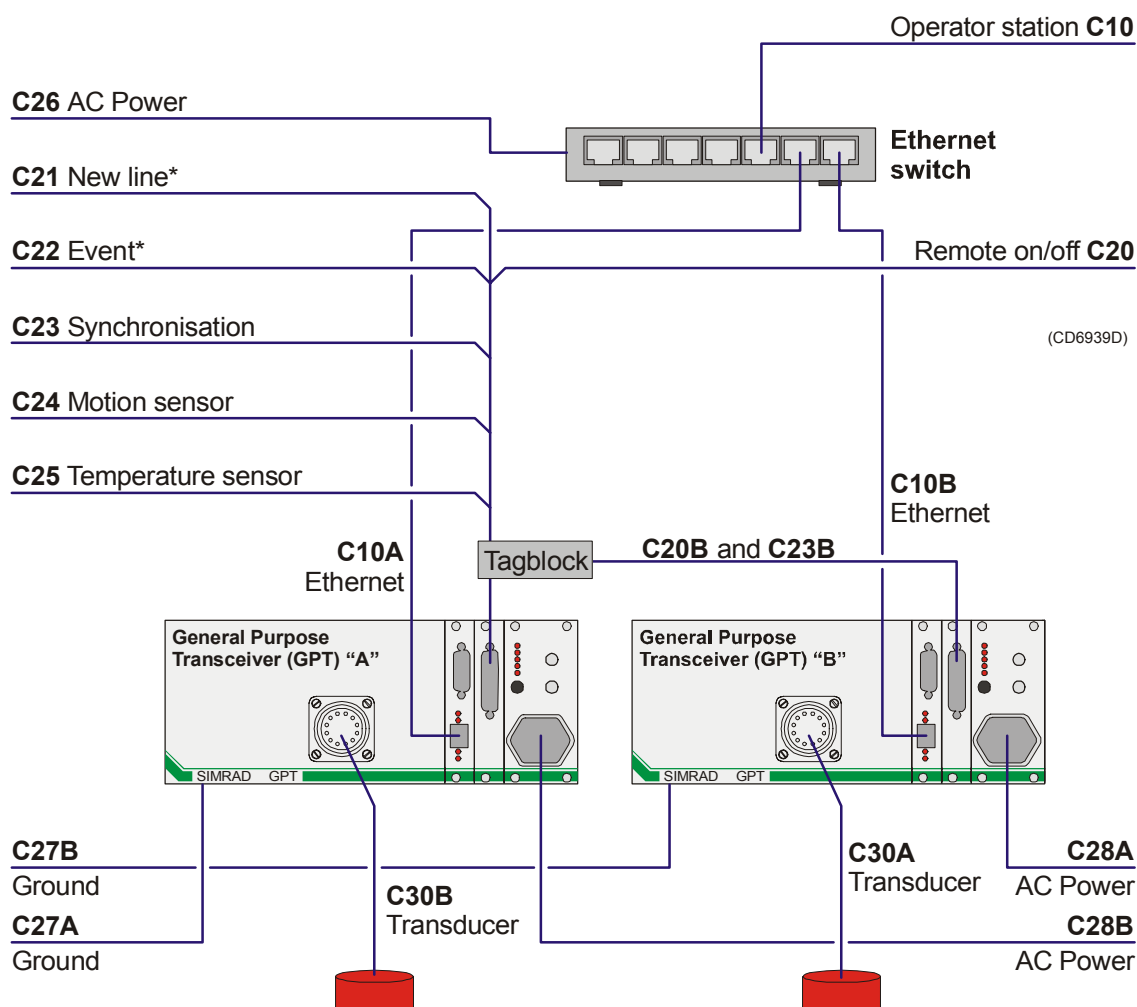 Operator station C10
C26 AC Power
Ethernet
switch
C21 New line*
C22 Event*
Remote on/off C20
C23 Synchronisation
(CD6939D)
C24 Motion sensor
C25 Temperature sensor
C10B
Ethernet
C10A
Ethernet
Tagblock
C20B and C23B
General Purpose
Transceiver (GPT) “A”
General Purpose
Transceiver (GPT) “B”
SIMRAD GPT
SIMRAD GPT
C27B
Ground
C30A
Transducer
C28A
AC Power
C30B
Transducer
C27A
Ground
C28B
AC Power